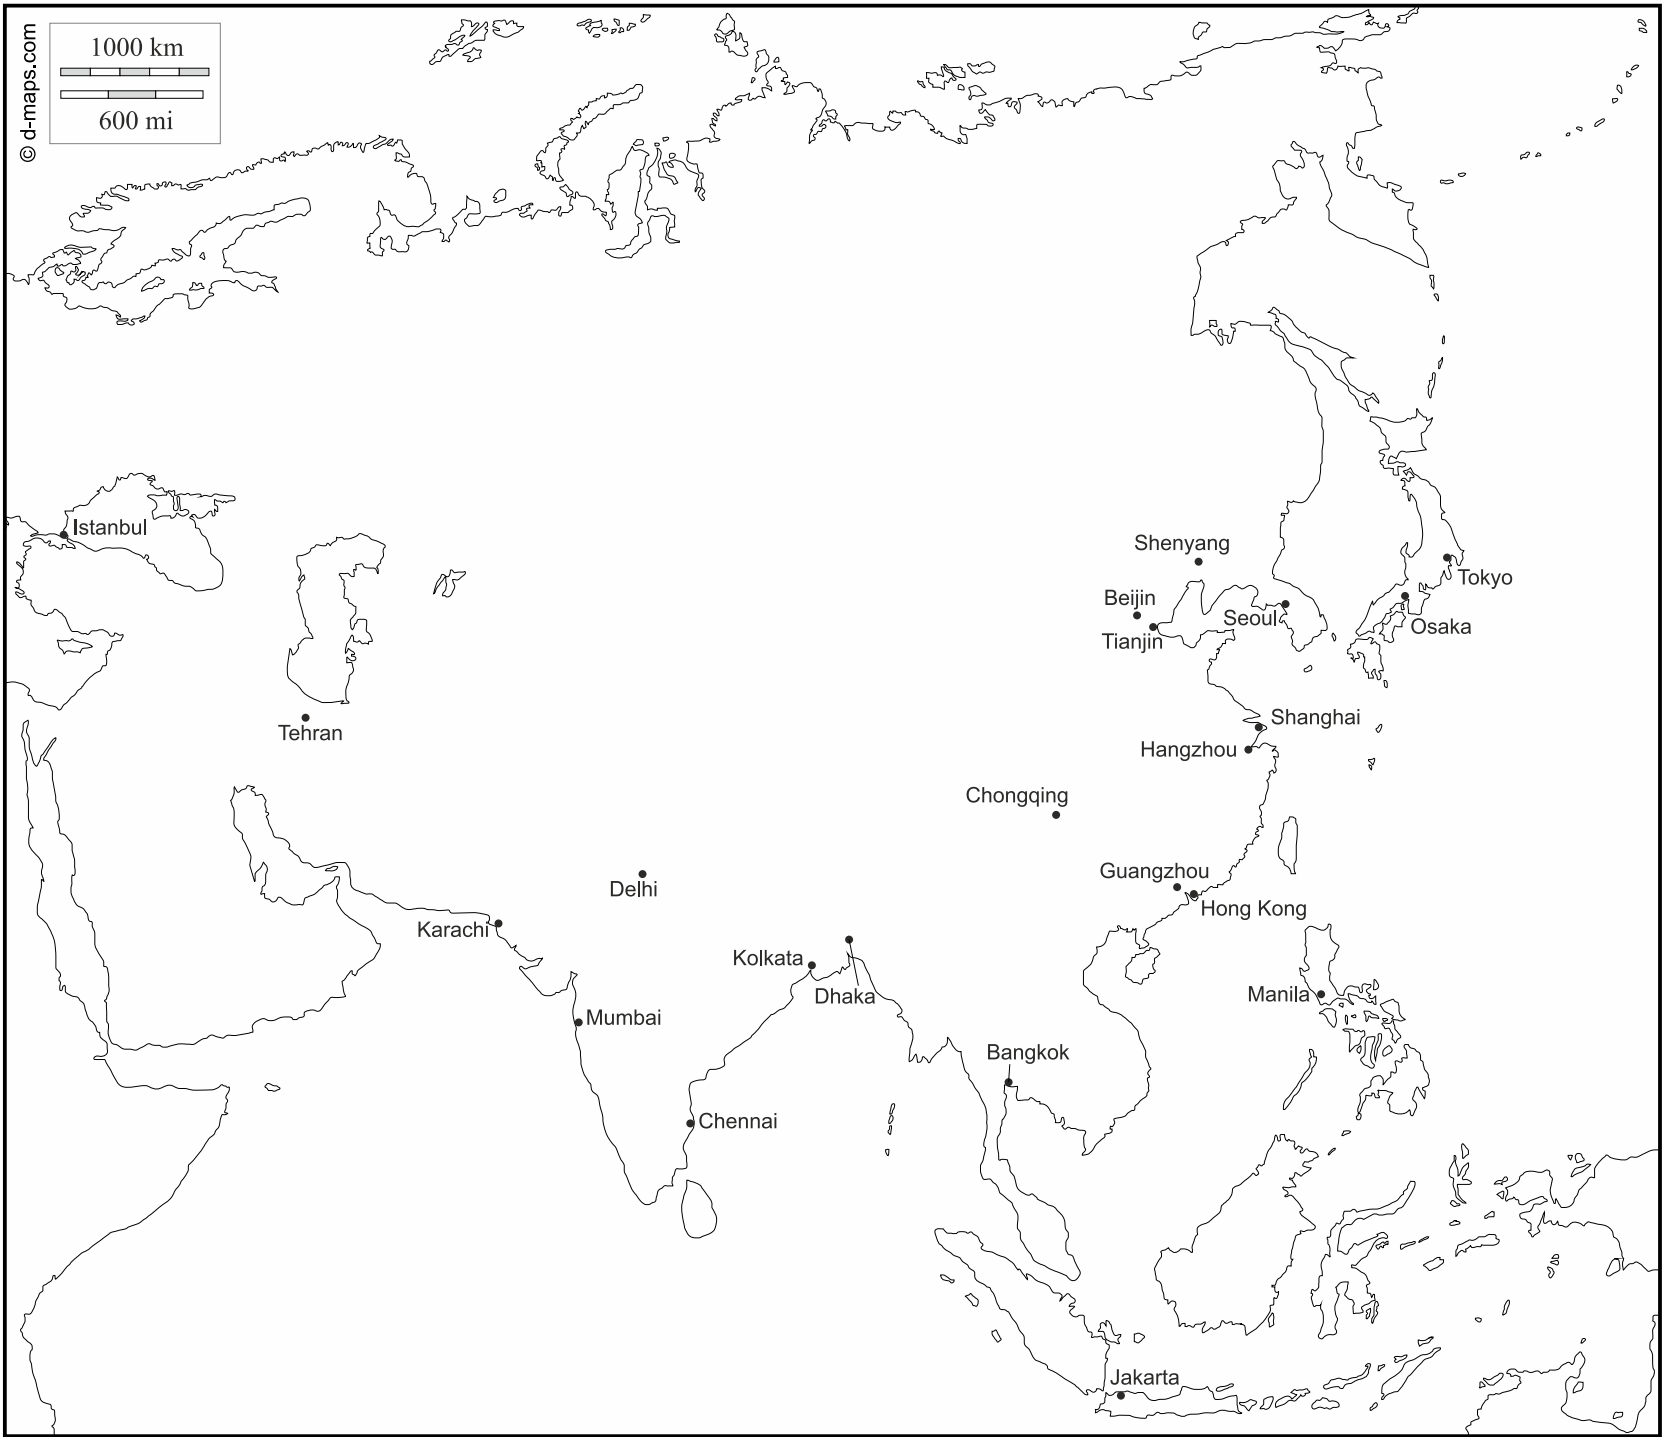 © d-maps.com
1000 km
600 mi
Istanbul
Shenyang
Tokyo
Beijin
Seoul
Osaka
Tianjin
Shanghai
Tehran
Hangzhou
Chongqing
Guangzhou
Delhi
Hong Kong
Karachi
Kolkata
Dhaka
Manila
Mumbai
Bangkok
Chennai
Jakarta